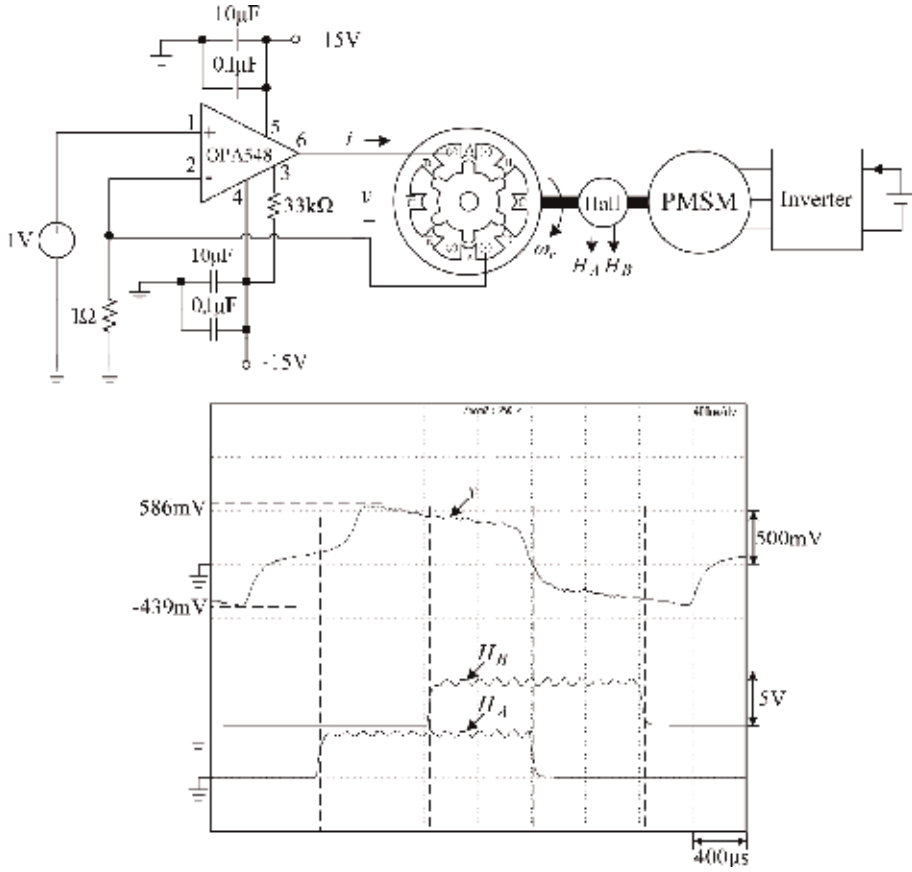 10μF
15V
0.1μF
1
5
6
i
OPA548
2
3
4
33kΩ
v
1V
10μF
0.1μF
1Ω
-15V
Hall
PMSM
Inverter
ω_r
H_A H_B
586mV
v
500mV
-439mV
H_B
H_A
5V
400μs